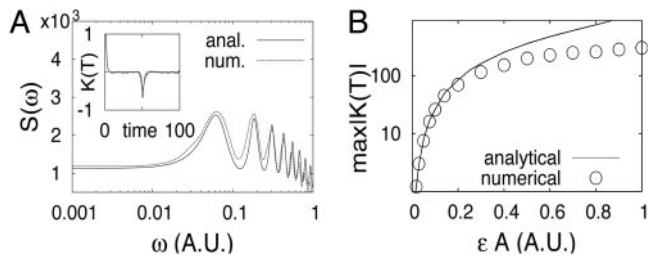 A
x10³
5
4
3
2
1
S(ω)
1
-1
K(T)
0 time 100
anal.
num.
0.001 0.01 0.1 1
ω (A.U.)
B
max|K(T)|
100
10
analytical
numerical
0 0.2 0.4 0.6 0.8 1
ε A (A.U.)